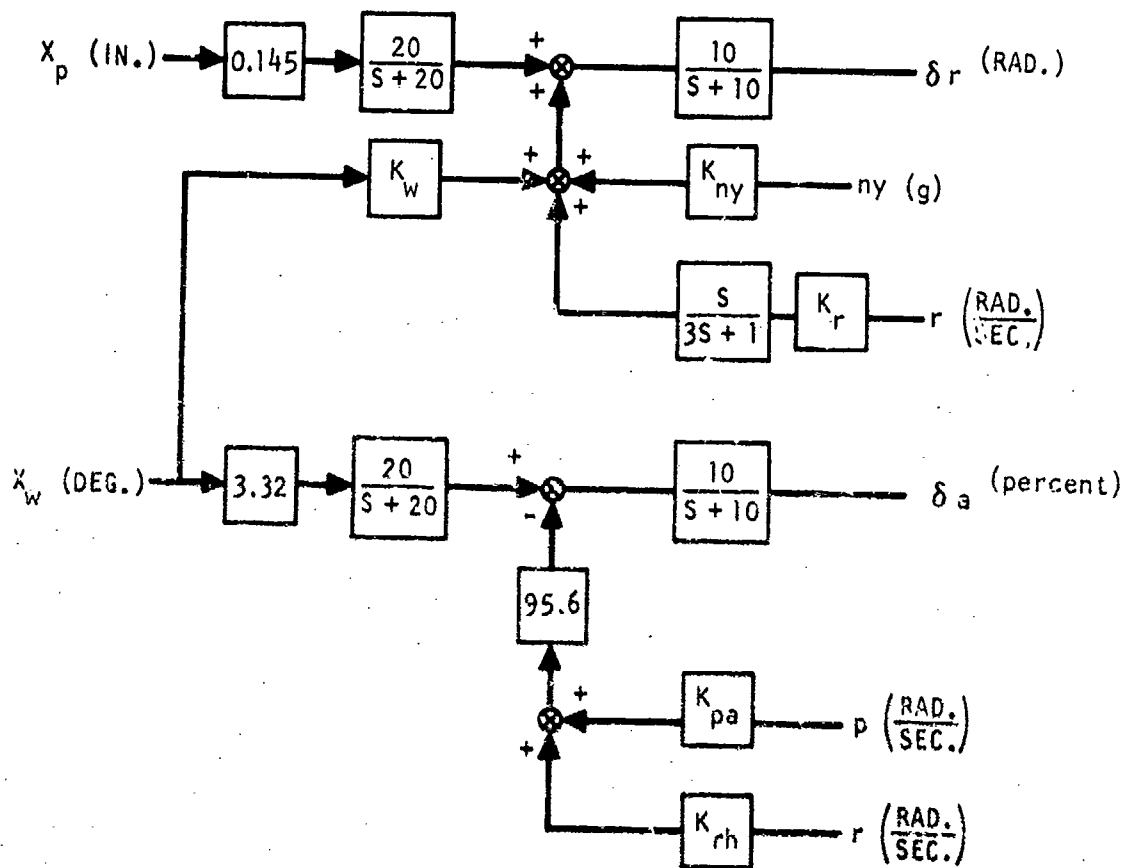 X_p (IN.) 0.145 20/(S + 20) + + 10/(S + 10) δr (RAD.)
K_w + + + K_ny ny (g)
S/(3S + 1) K_r r (RAD./SEC.)
X_w (DEG.) 3.32 20/(S + 20) + - 10/(S + 10) δa (percent)
95.6
+ K_pa p (RAD./SEC.)
+ K_rh r (RAD./SEC.)